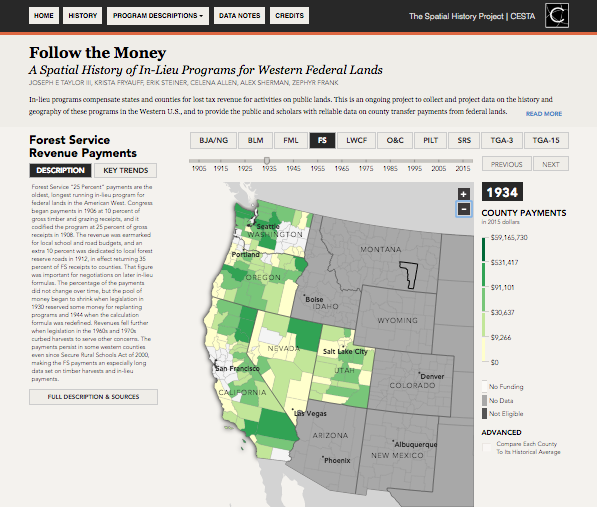 HOME
HISTORY
PROGRAM DESCRIPTIONS
DATA NOTES
CREDITS
The Spatial History Project | CESTA
Follow the Money
A Spatial History of In-Lieu Programs for Western Federal Lands
JOSEPH E TAYLOR III, KRISTA FRYAUFF, ERIK STEINER, CELENA ALLEN, ALEX SHERMAN, ZEPHYR FRANK
In-lieu programs compensate states and counties for lost tax revenue for activities on public lands. This is an ongoing project to collect and project data on the history and
geography of these programs in the Western U.S., and to provide the public and scholars with reliable data on county transfer payments from federal lands.
READ MORE
Forest Service
Revenue Payments
DESCRIPTION
KEY TRENDS
Forest Service "25 Percent" payments are the
oldest, longest running in-lieu program for
federal lands in the American West. Congress
began payments in 1906 at 10 percent of
gross timber and grazing receipts, and it
codified the program at 25 percent of gross
receipts in 1908. The revenue was earmarked
for local school and road budgets, and an
extra 10 percent was dedicated to local forest
reserve roads in 1912, in effect returning 35
percent of FS receipts to counties. That figure
was important for negotiations on later in-lieu
formulas. The percentage of the payments
did not change over time, but the pool of
money began to shrink when legislation in
1930 reserved some money for replanting
programs and 1944 when the calculation
formula was redefined. Revenues fell further
when legislation in the 1960s and 1970s
curbed harvests to serve other concerns. The
payments persist in some western counties
even since Secure Rural Schools Act of 2000,
making the FS payments an especially long
data set on timber harvests and in-lieu
payments.
FULL DESCRIPTION & SOURCES
BJA/NG
BLM
FML
FS
LWCF
O&C
PILT
SRS
TGA-3
TGA-15
1905 1915 1925 1935 1945 1955 1965 1975 1985 1995 2005 2015
PREVIOUS
NEXT
+
−
Seattle
WASHINGTON
Portland
MONTANA
OREGON
Boise
IDAHO
WYOMING
NEVADA
Salt Lake City
UTAH
San Francisco
Denver
COLORADO
CALIFORNIA
Las Vegas
ARIZONA
Albuquerque
Phoenix
NEW MEXICO
1934
COUNTY PAYMENTS
in 2015 dollars
$59,165,730
$531,417
$91,101
$30,637
$9,266
$0
No Funding
No Data
Not Eligible
ADVANCED
Compare Each County
To Its Historical Average